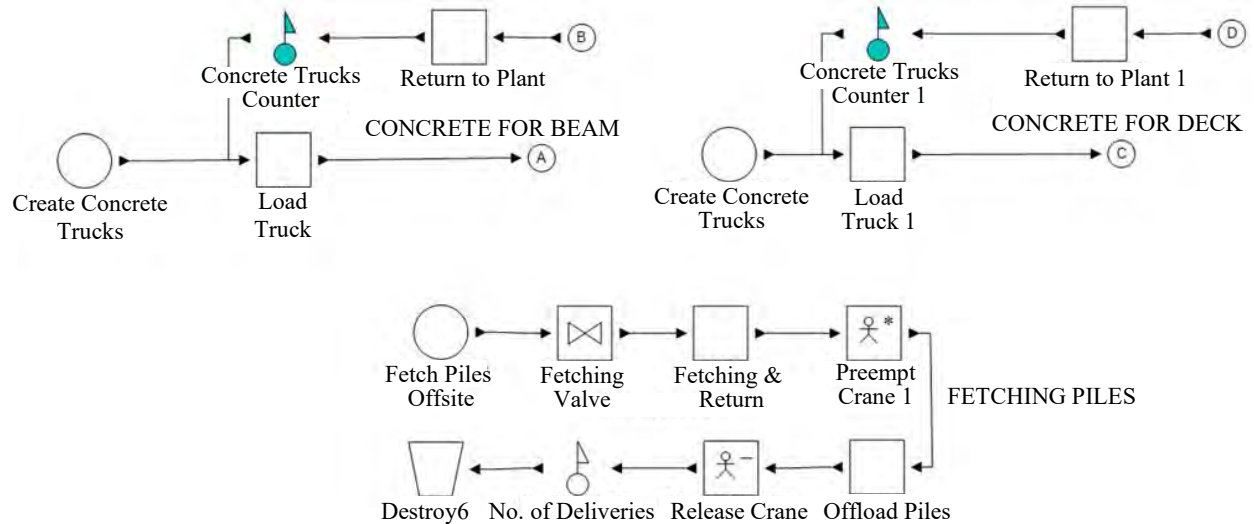 B
Concrete Trucks
Counter
Return to Plant
CONCRETE FOR BEAM
A
Create Concrete
Trucks
Load
Truck
D
Concrete Trucks
Counter 1
Return to Plant 1
CONCRETE FOR DECK
C
Create Concrete
Trucks
Load
Truck 1
Fetch Piles
Offsite
Fetching
Valve
Fetching &
Return
*
Preempt
Crane 1
FETCHING PILES
Destroy6
No. of Deliveries
Release Crane
Offload Piles